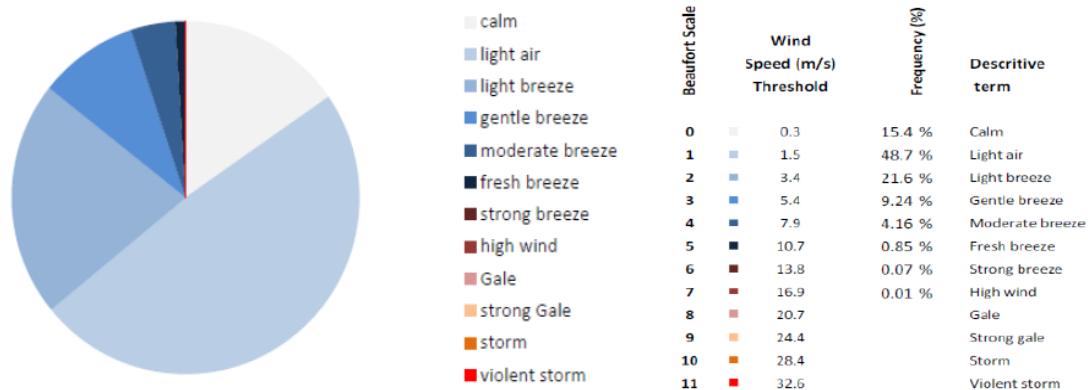 calm
light air
light breeze
gentle breeze
moderate breeze
fresh breeze
strong breeze
high wind
Gale
strong Gale
storm
violent storm
Beaufort Scale
Wind
Speed (m/s)
Threshold
Frequency (%)
Descritive
term
0 0.3 15.4 % Calm
1 1.5 48.7 % Light air
2 3.4 21.6 % Light breeze
3 5.4 9.24 % Gentle breeze
4 7.9 4.16 % Moderate breeze
5 10.7 0.85 % Fresh breeze
6 13.8 0.07 % Strong breeze
7 16.9 0.01 % High wind
8 20.7 Gale
9 24.4 Strong gale
10 28.4 Storm
11 32.6 Violent storm